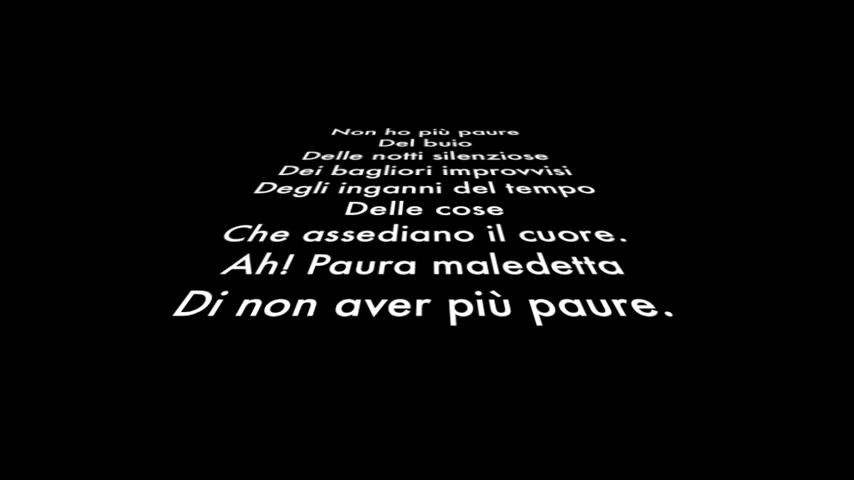 Non ho più paure
Del buio
Delle notti silenziose
Dei bagliori improvvisi
Degli inganni del tempo
Delle cose
Che assediano il cuore.
Ah! Paura maledetta
Di non aver più paure.